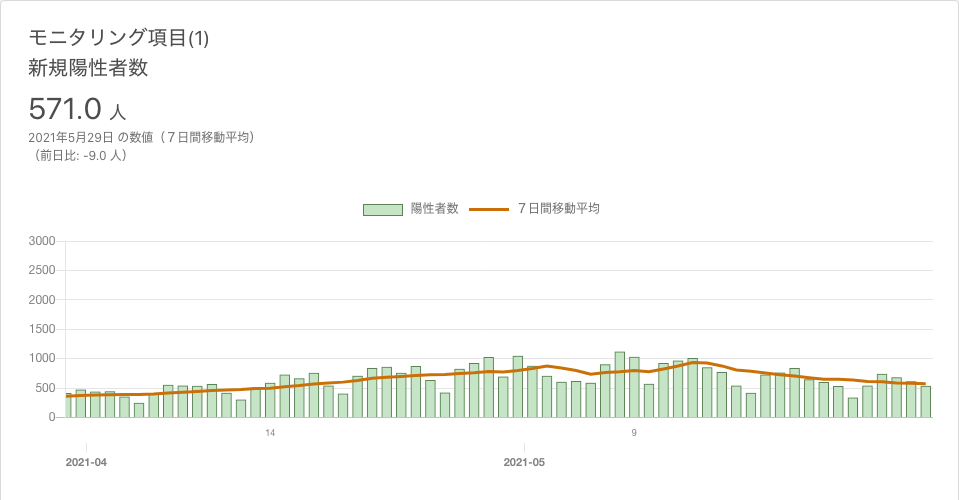 モニタリング項目(1)
新規陽性者数
571.0 人
2021年5月29日 の数値（７日間移動平均）
（前日比: -9.0 人）
陽性者数 ７日間移動平均
3000
2500
2000
1500
1000
500
0
14 9
2021-04 2021-05